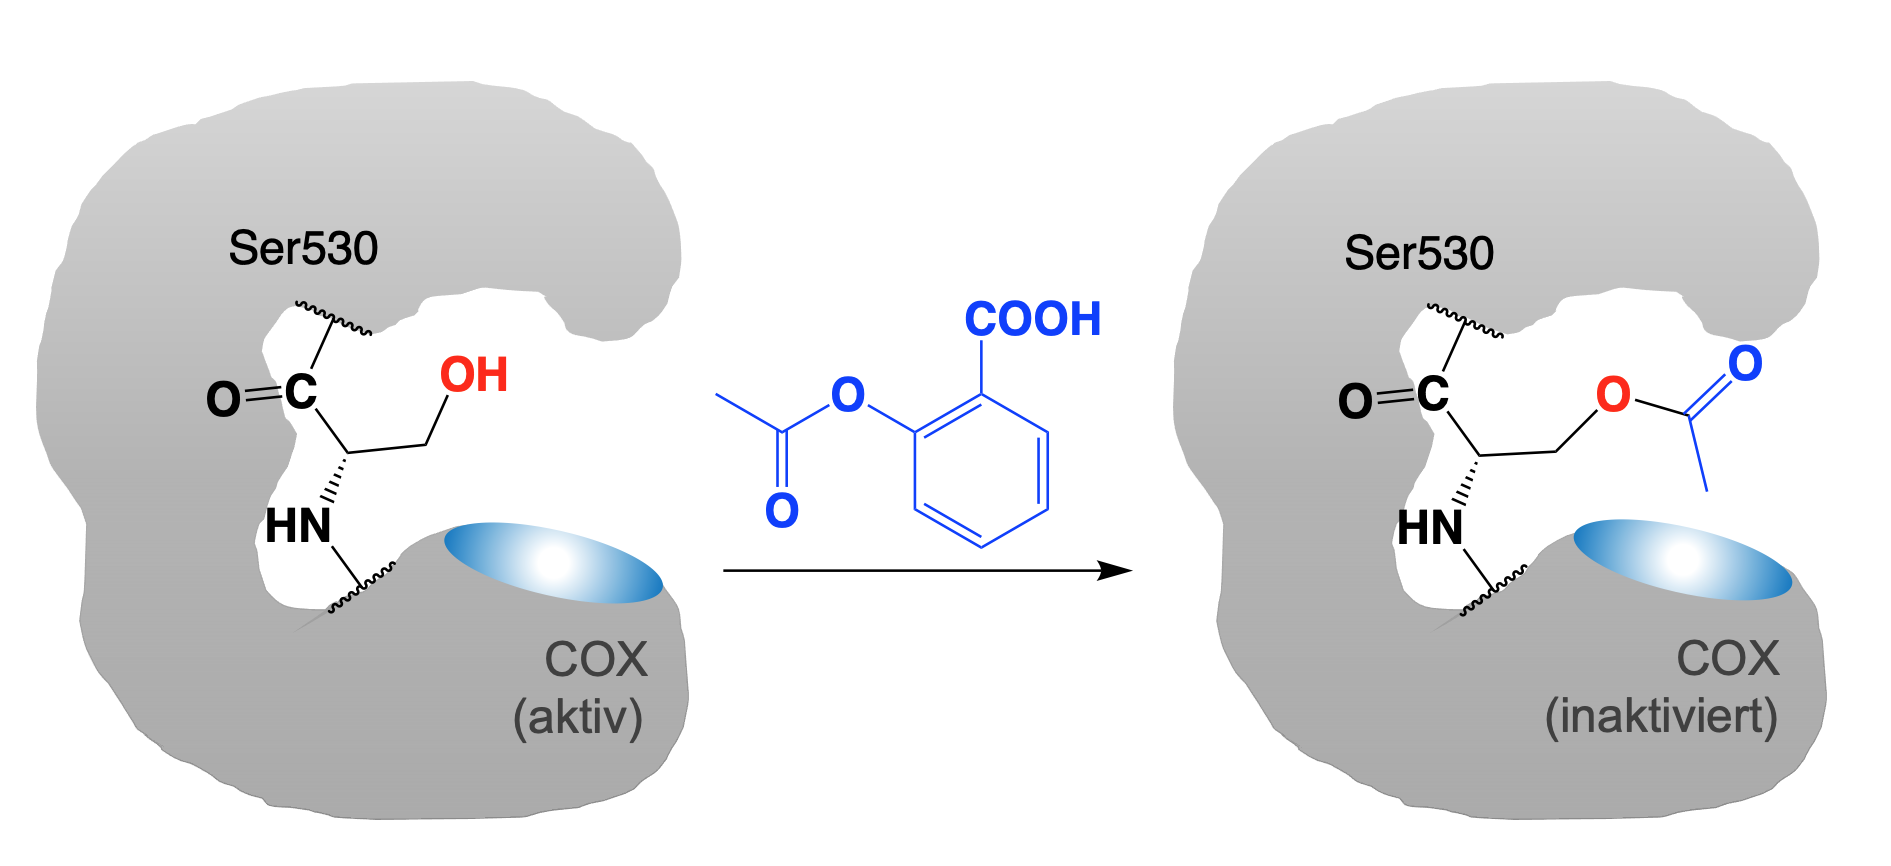 Ser530
O
C
OH
HN
COX
(aktiv)
COOH
O
O
Ser530
O
C
O
O
HN
COX
(inaktiviert)